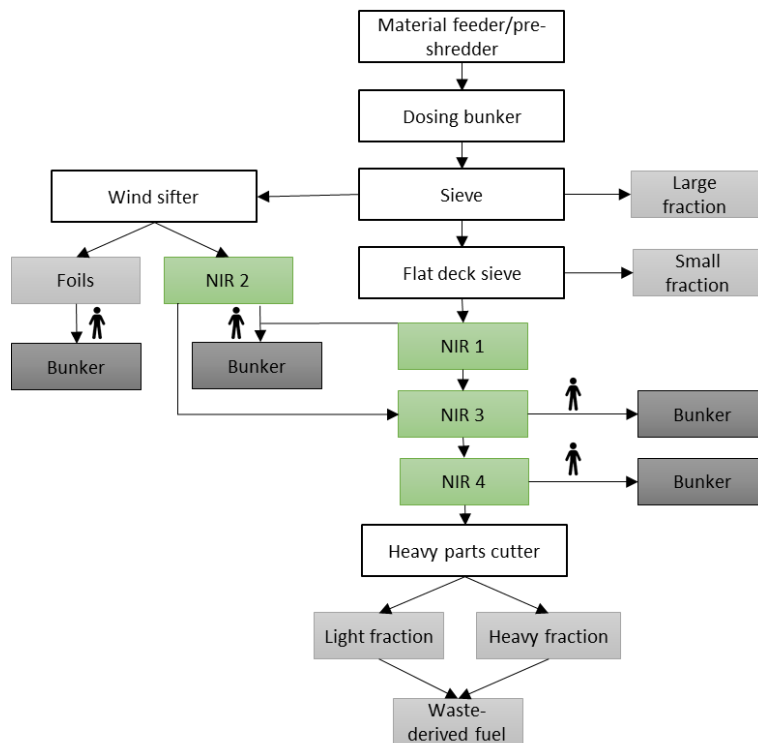 Material feeder/pre-
shredder
Dosing bunker
Wind sifter
Sieve
Large
fraction
Foils
NIR 2
Flat deck sieve
Small
fraction
Bunker
Bunker
NIR 1
NIR 3
Bunker
NIR 4
Bunker
Heavy parts cutter
Light fraction
Heavy fraction
Waste-
derived fuel